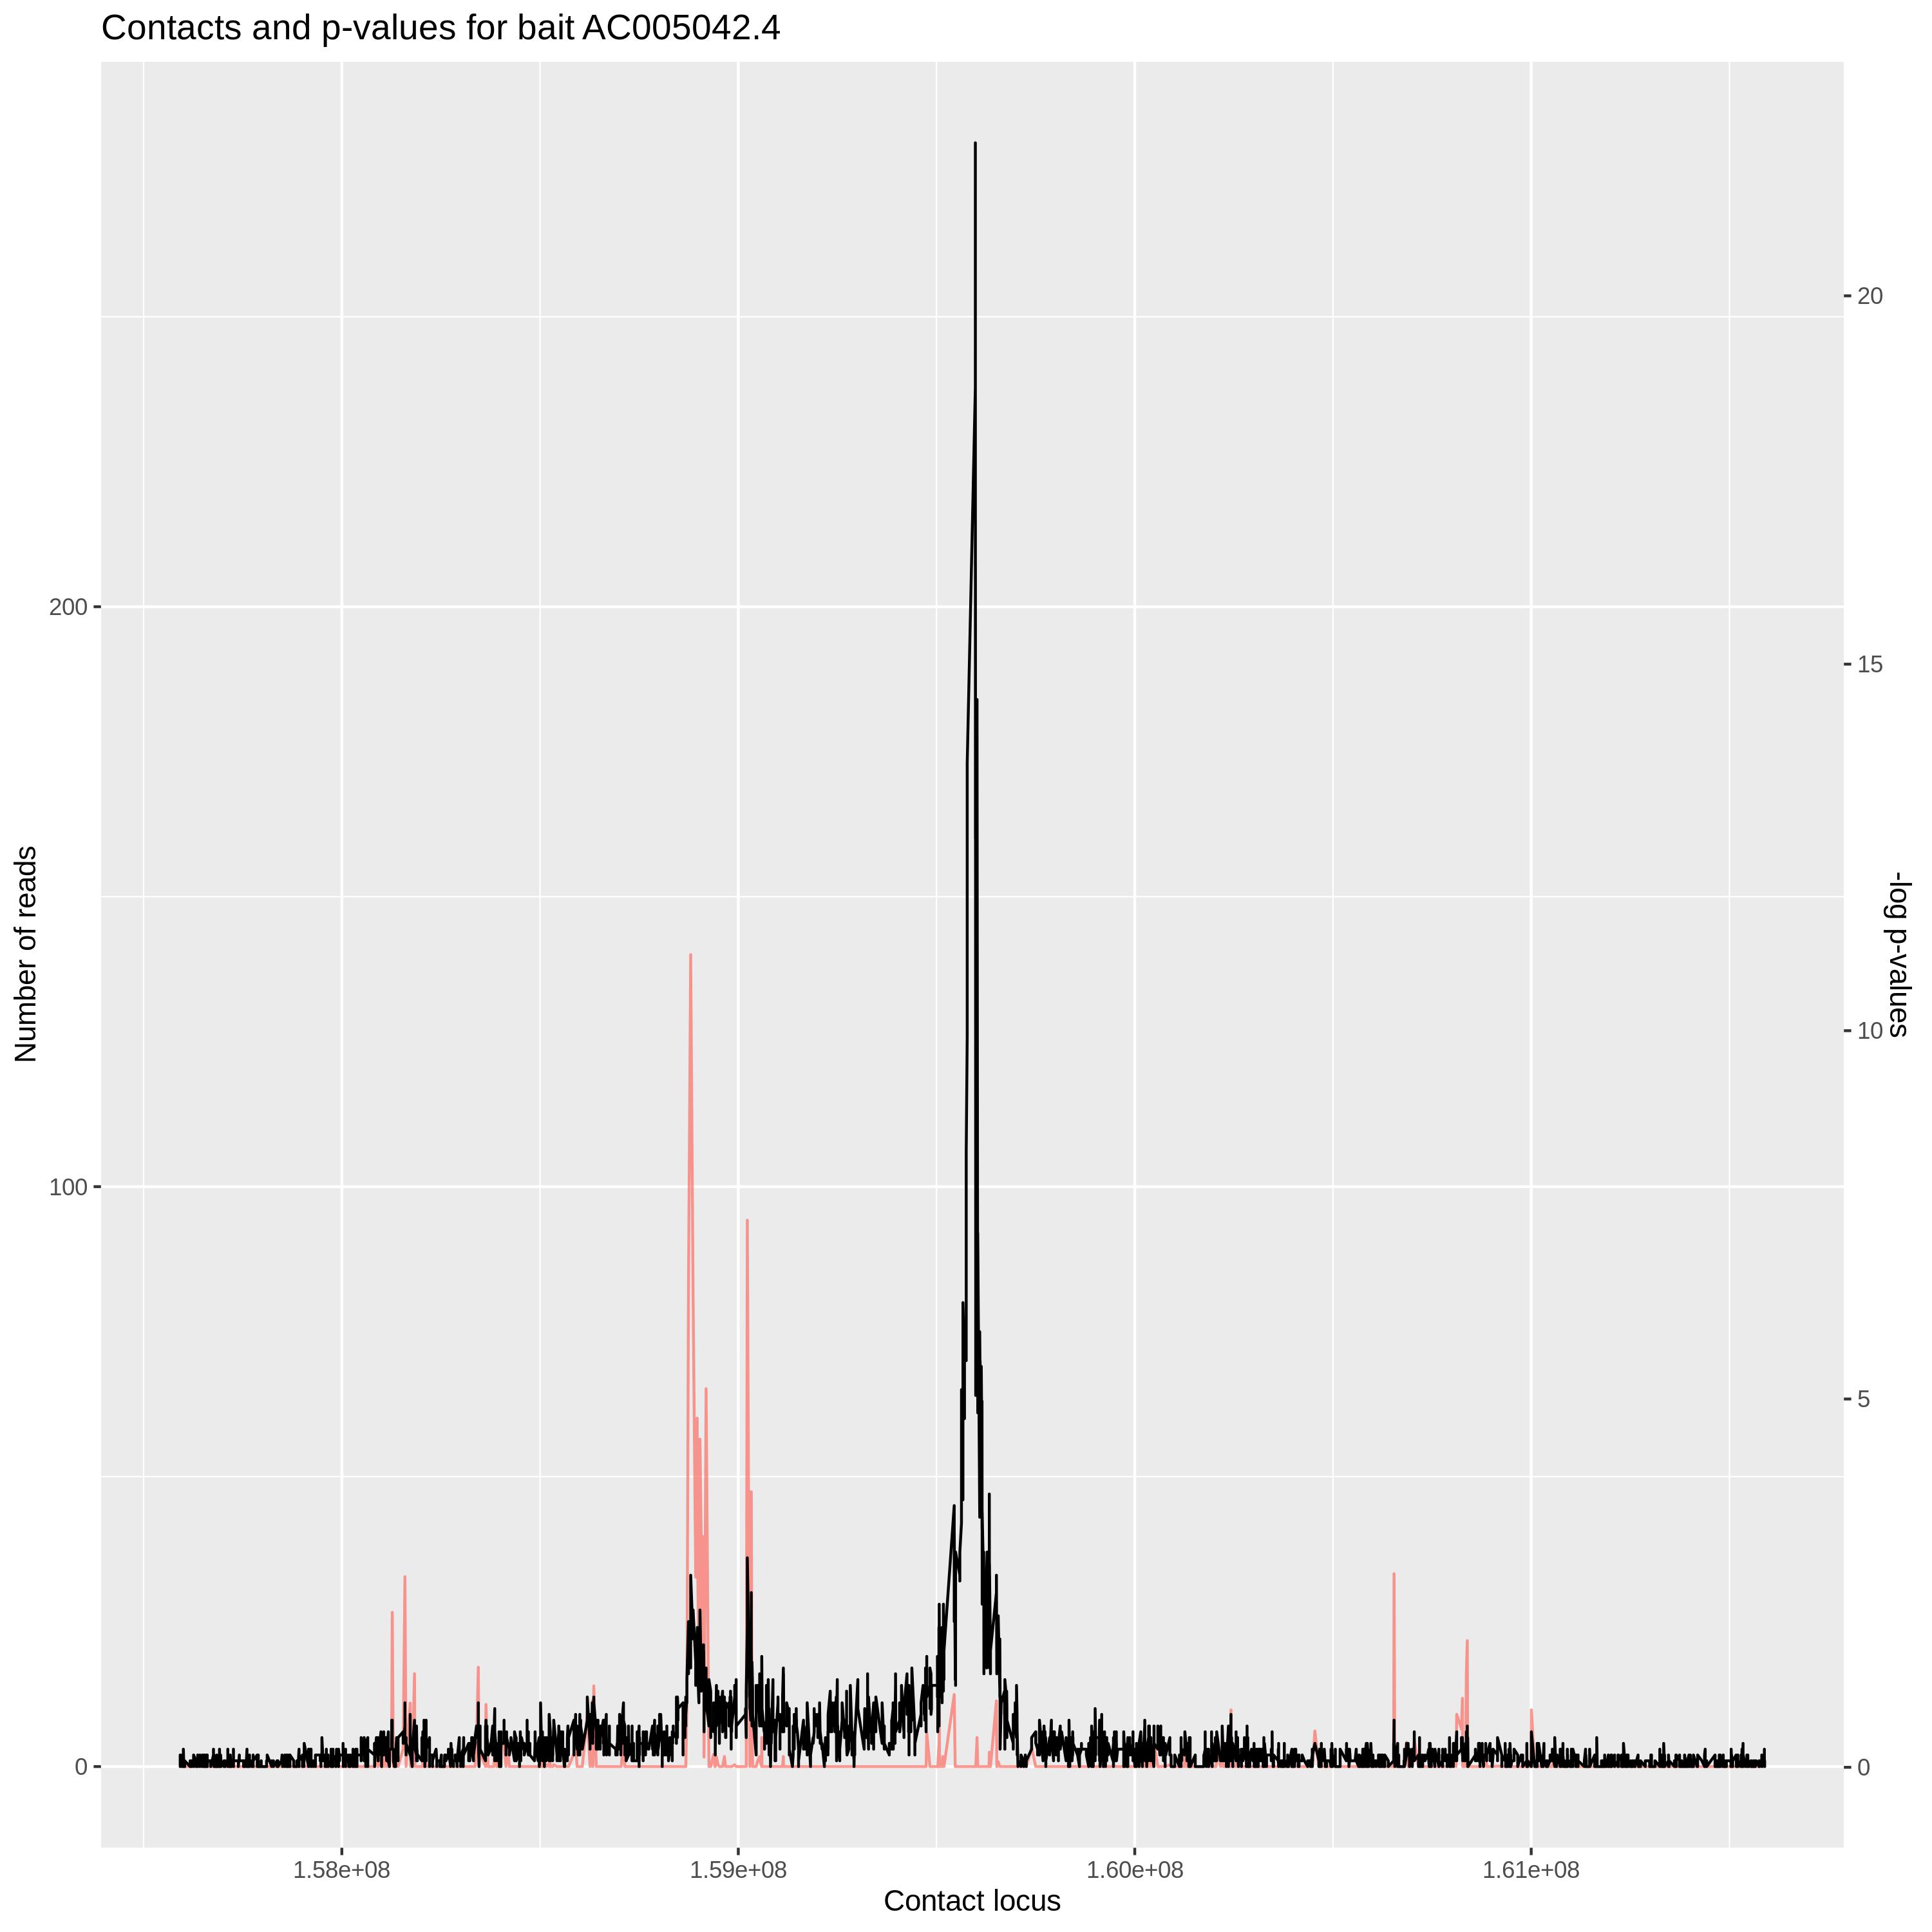 Contacts and p-values for bait AC005042.4
Number of reads
200
100
0
20
15
10
5
0
-log p-values
1.58e+08 1.59e+08 1.60e+08 1.61e+08
Contact locus